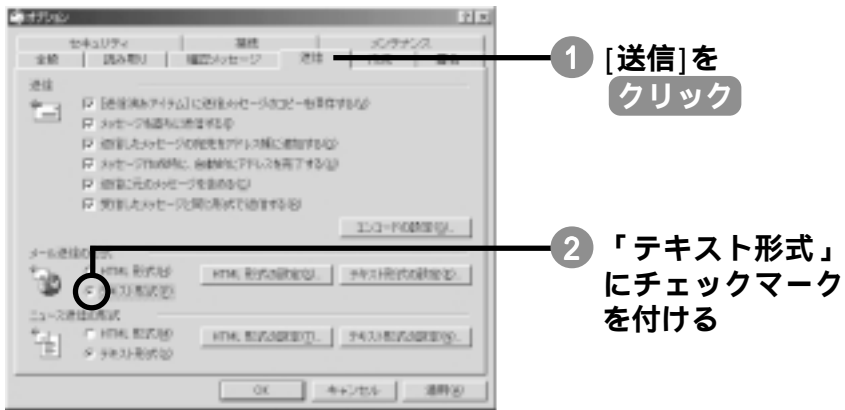 オプション
セキュリティ 接続 メンテナンス
全般 読み取り 確認メッセージ 送信 署名
送信
[送信済みアイテム]に送信メッセージのコピーを保存する(V)
メッセージを直ちに送信する(I)
返信したメッセージの宛先をアドレス帳に追加する(U)
メッセージ作成時に、自動的にアドレスを完了する(U)
返信に元のメッセージを含める(C)
受信したメッセージと同じ形式で返信する(R)
エンコードの設定(G)...
メール送信の形式
HTML 形式(H) HTML 形式の設定(S)... テキスト形式の設定(E)...
テキスト形式(P)
ニュース送信の形式
HTML 形式(M) HTML 形式の設定(T)... テキスト形式の設定(N)...
テキスト形式(X)
OK キャンセル 適用(A)
1 [送信]を
クリック
2 「テキスト形式」
にチェックマーク
を付ける